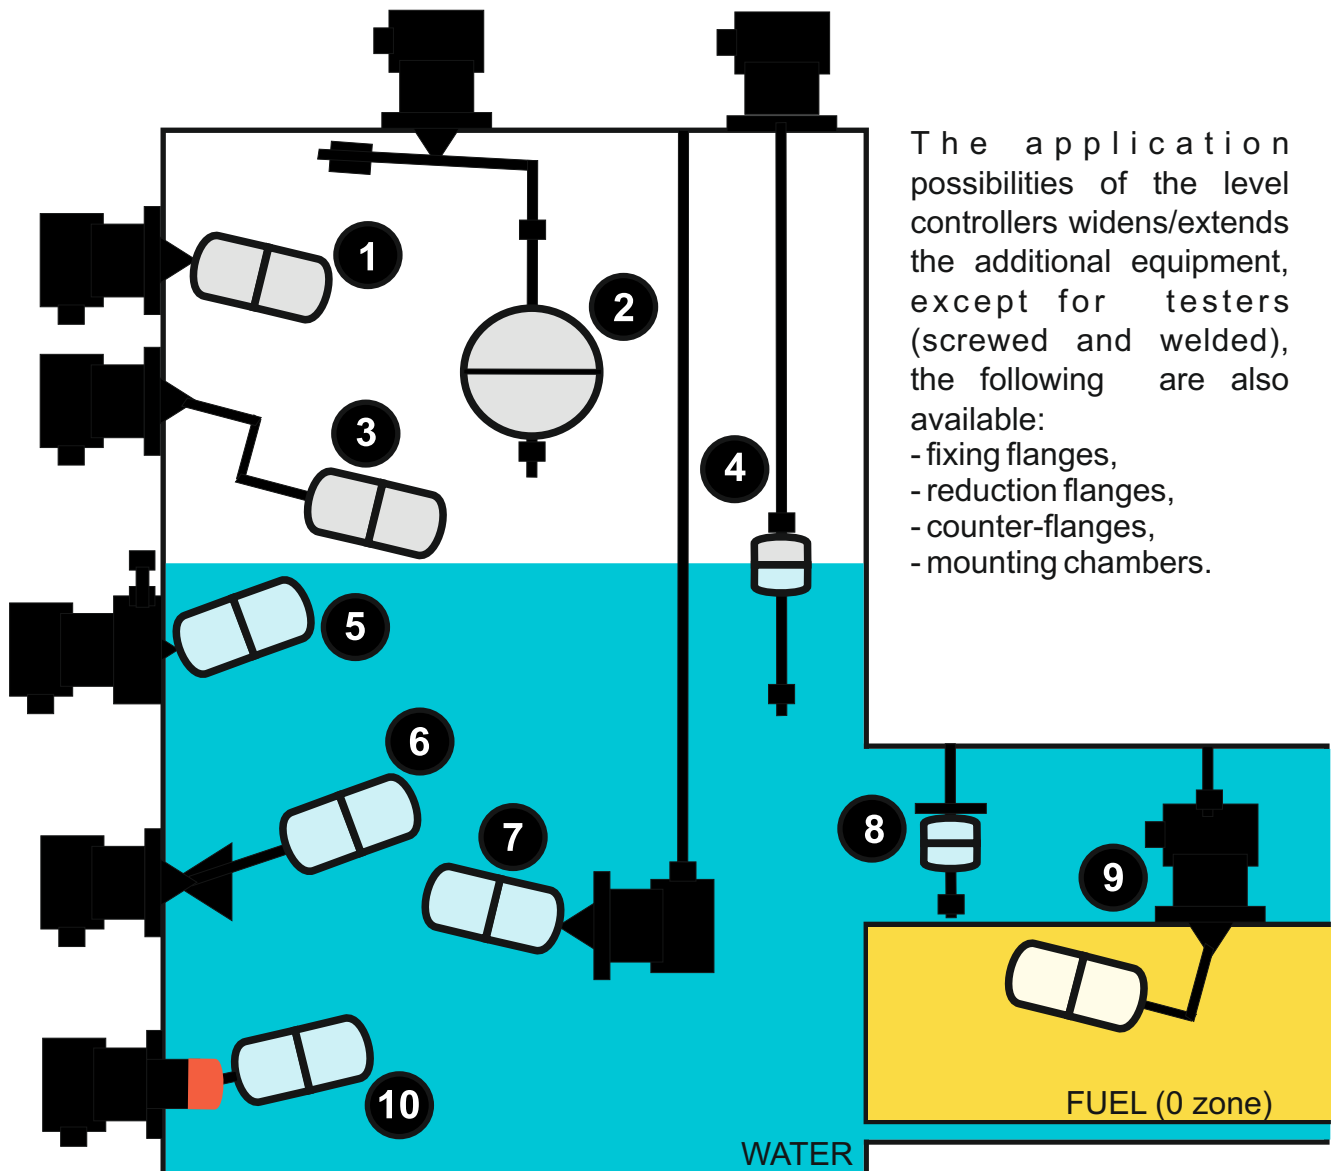 The application
possibilities of the level
controllers widens/extends
the additional equipment,
except for testers
(screwed and welded),
the following are also
available:
- fixing flanges,
- reduction flanges,
- counter-flanges,
- mounting chambers.
1
2
3
4
5
6
7
8
9
10
FUEL (0 zone)
WATER